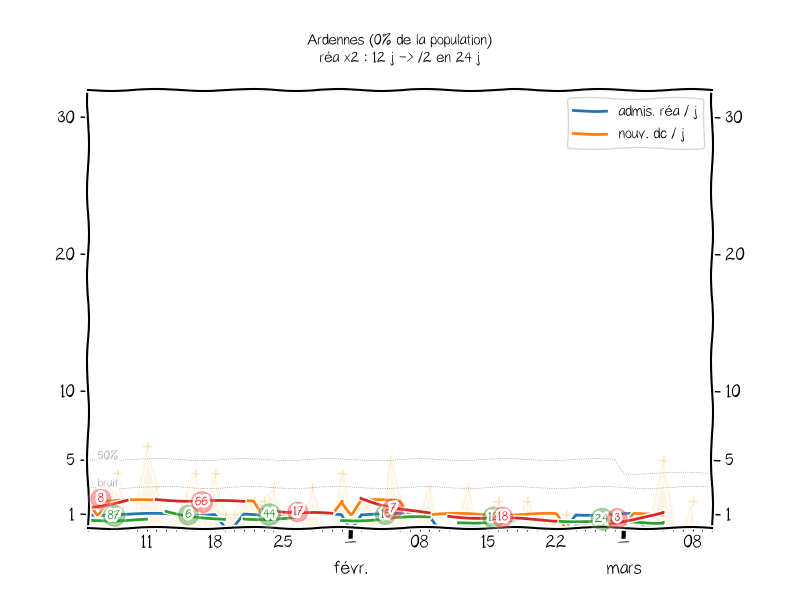 Ardennes (0% de la population)
réa x2 : 12 j -> /2 en 24 j
admis. réa / j
nouv. dc / j
30 30
20 20
10 10
50%
5 5
bruit
8 66 17 7
1 87 6 44 18 24 1
11 18 25 1 08 15 22 1 08
févr. mars